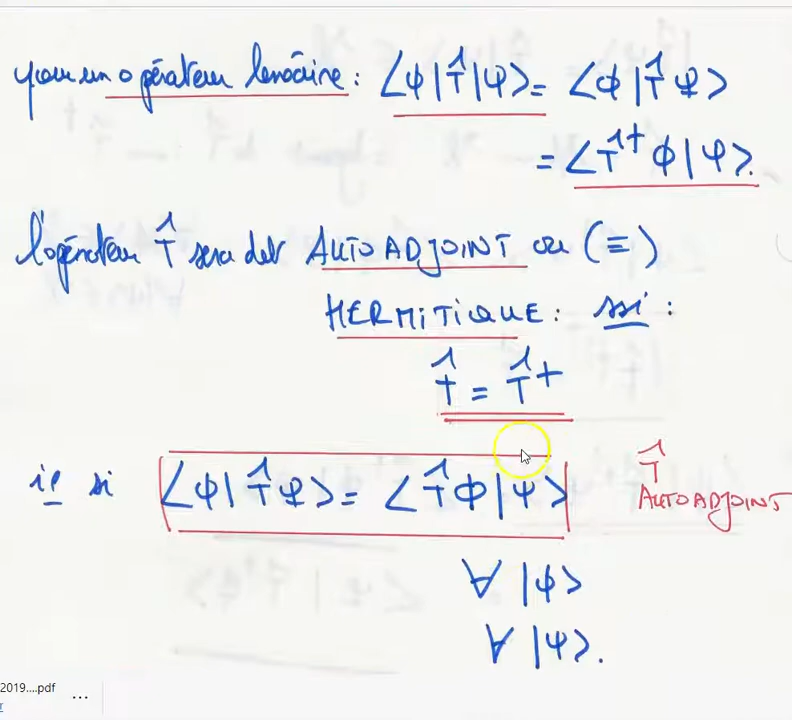 pour un opérateur linéaire : <φ|T̂|ψ> = <φ|T̂ψ>
= <T̂⁺φ|ψ>.
l'opérateur T̂ sera dit AUTOADJOINT ou (≡)
HERMITIQUE : ssi :
T̂ = T̂⁺
ie si <φ|T̂ψ> = <T̂φ|ψ>
T̂
AUTOADJOINT
∀ |φ>
∀ |ψ>.
2019....pdf
...